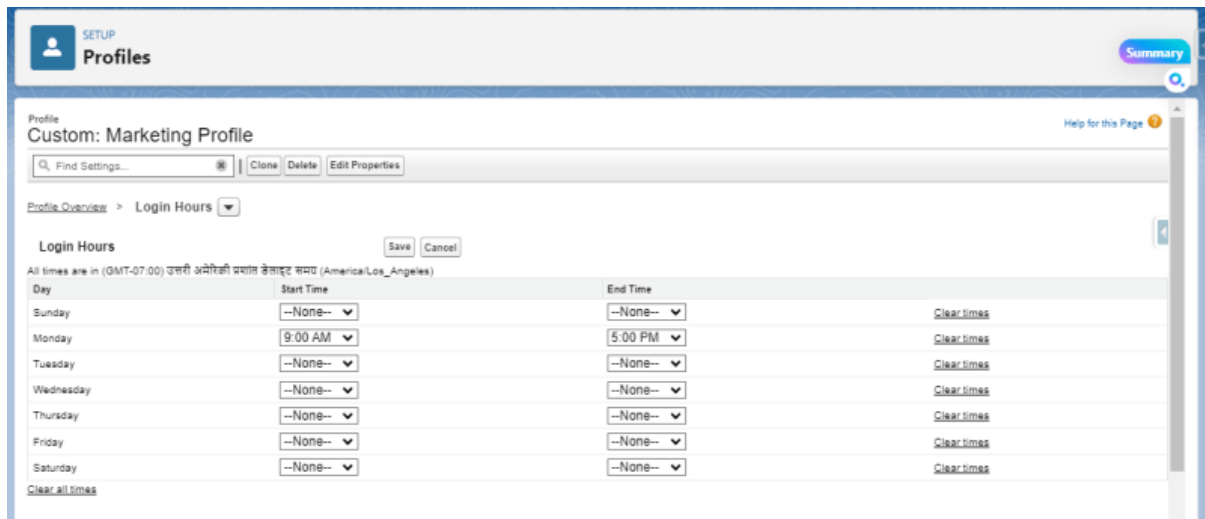 SETUP
Profiles
Summary
Profile
Custom: Marketing Profile
Help for this Page ?
Find Settings... | Clone Delete Edit Properties
Profile Overview > Login Hours
Login Hours Save Cancel
All times are in (GMT-07:00) उत्तरी अमेरिकी प्रशांत डेलाइट समय (America/Los_Angeles)
Day Start Time End Time
Sunday --None-- --None-- Clear times
Monday 9:00 AM 5:00 PM Clear times
Tuesday --None-- --None-- Clear times
Wednesday --None-- --None-- Clear times
Thursday --None-- --None-- Clear times
Friday --None-- --None-- Clear times
Saturday --None-- --None-- Clear times
Clear all times